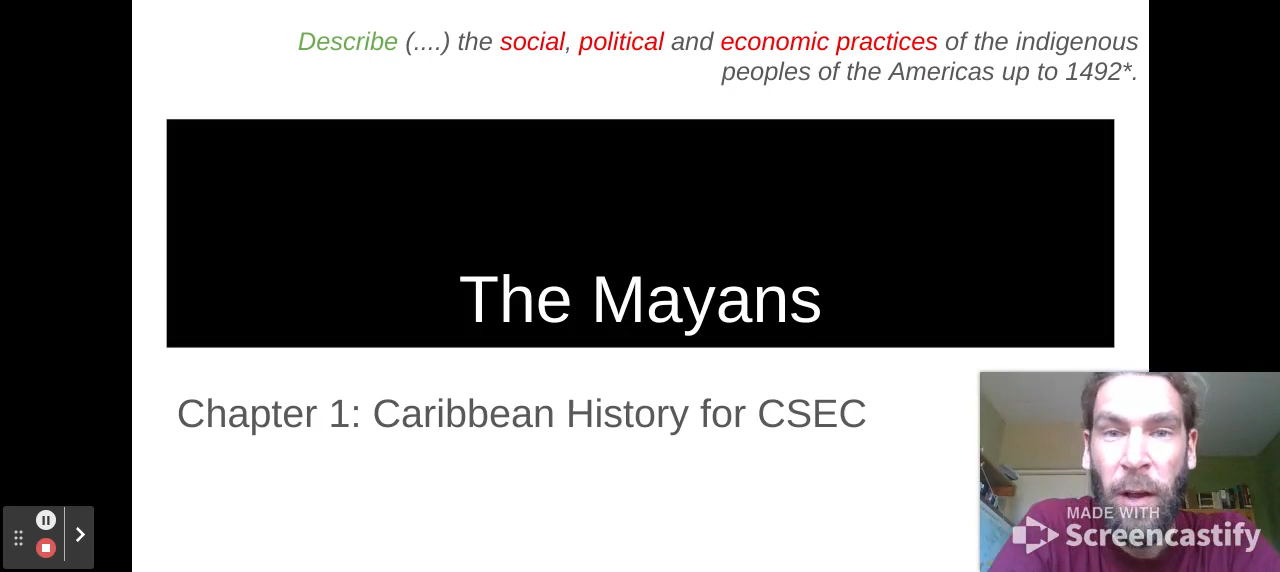 Describe (....) the social, political and economic practices of the indigenous
peoples of the Americas up to 1492*.
The Mayans
Chapter 1: Caribbean History for CSEC
MADE WITH
Screencastify